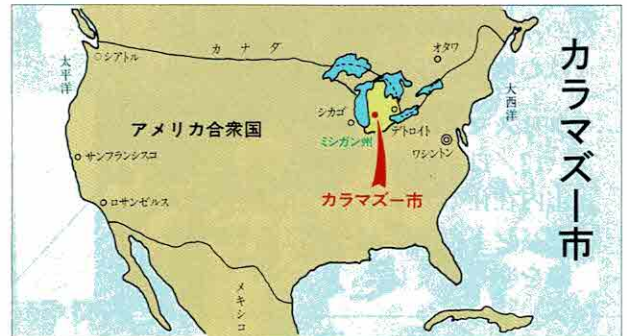 カラマズー市
カナダ
オタワ
シアトル
太平洋
大西洋
シカゴ
デトロイト
ミシガン州
ワシントン
アメリカ合衆国
サンフランシスコ
カラマズー市
ロサンゼルス
メキシコ